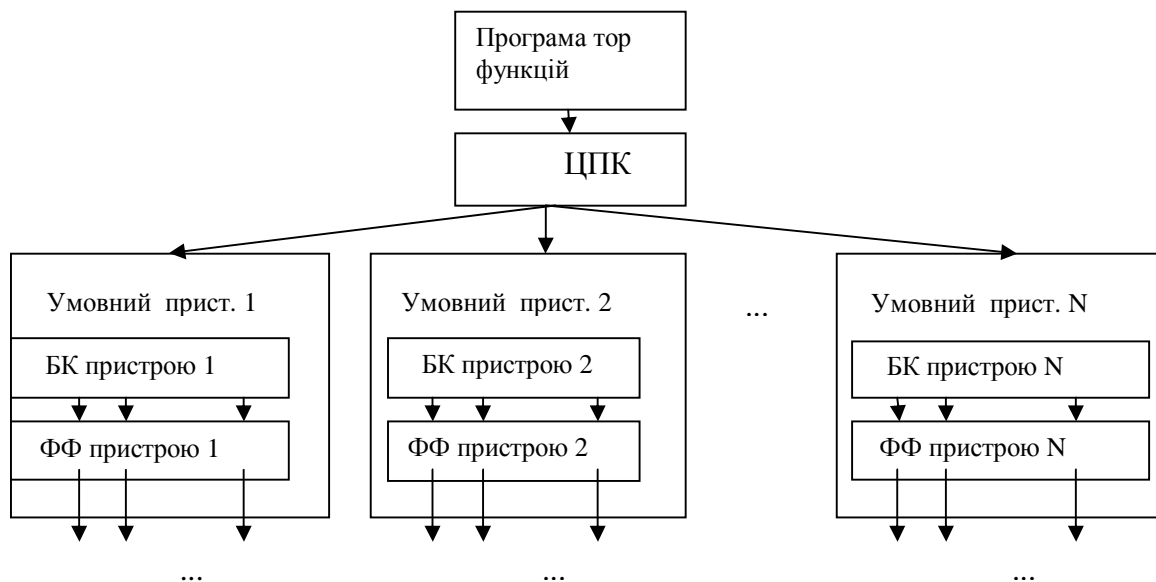 Програма тор
функцій
ЦПК
Умовний прист. 1
Умовний прист. 2
...
Умовний прист. N
БК пристрою 1
БК пристрою 2
БК пристрою N
ФФ пристрою 1
ФФ пристрою 2
ФФ пристрою N
...
...
...